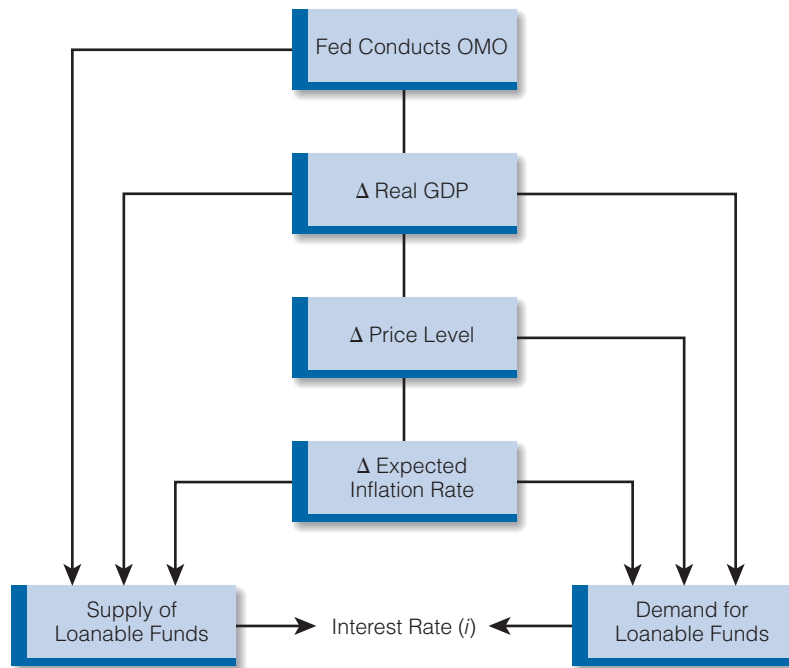 Fed Conducts OMO
Δ Real GDP
Δ Price Level
Δ Expected
Inflation Rate
Supply of
Loanable Funds
Interest Rate (i)
Demand for
Loanable Funds